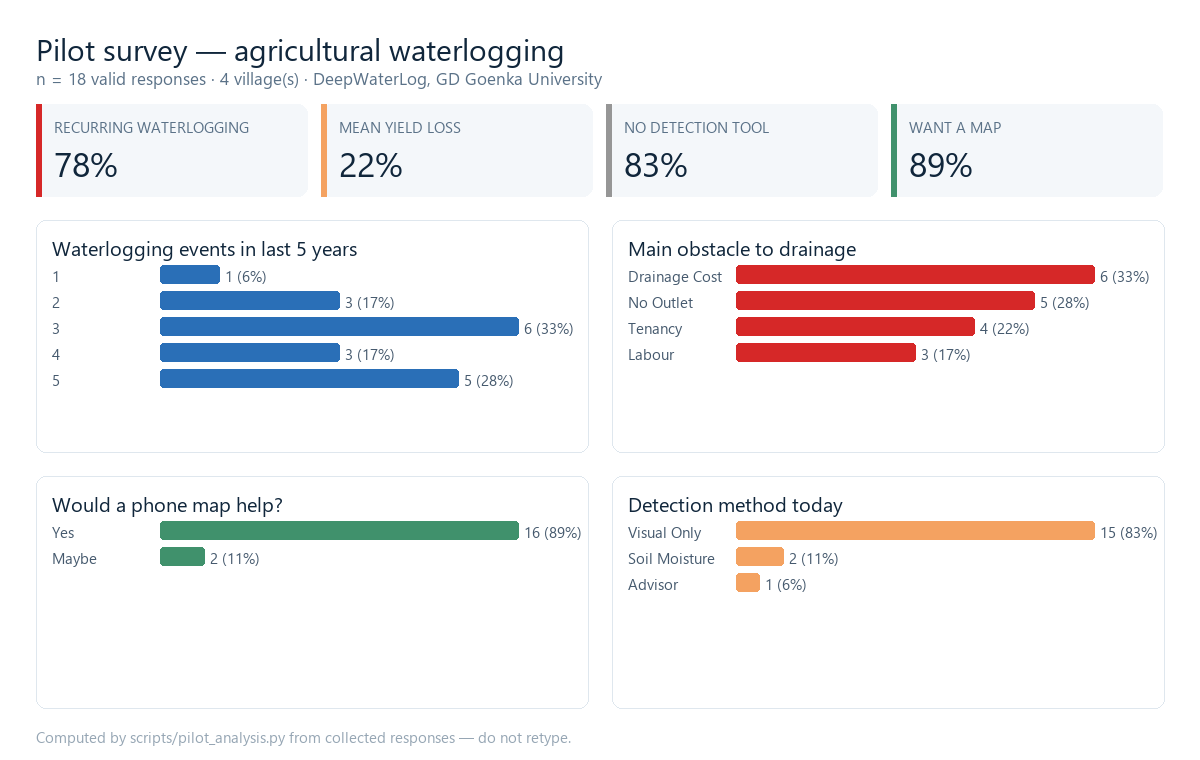 Pilot survey — agricultural waterlogging
n = 18 valid responses · 4 village(s) · DeepWaterLog, GD Goenka University
RECURRING WATERLOGGING
78%
MEAN YIELD LOSS
22%
NO DETECTION TOOL
83%
WANT A MAP
89%
Waterlogging events in last 5 years
1 1 (6%)
2 3 (17%)
3 6 (33%)
4 3 (17%)
5 5 (28%)
Main obstacle to drainage
Drainage Cost 6 (33%)
No Outlet 5 (28%)
Tenancy 4 (22%)
Labour 3 (17%)
Would a phone map help?
Yes 16 (89%)
Maybe 2 (11%)
Detection method today
Visual Only 15 (83%)
Soil Moisture 2 (11%)
Advisor 1 (6%)
Computed by scripts/pilot_analysis.py from collected responses — do not retype.